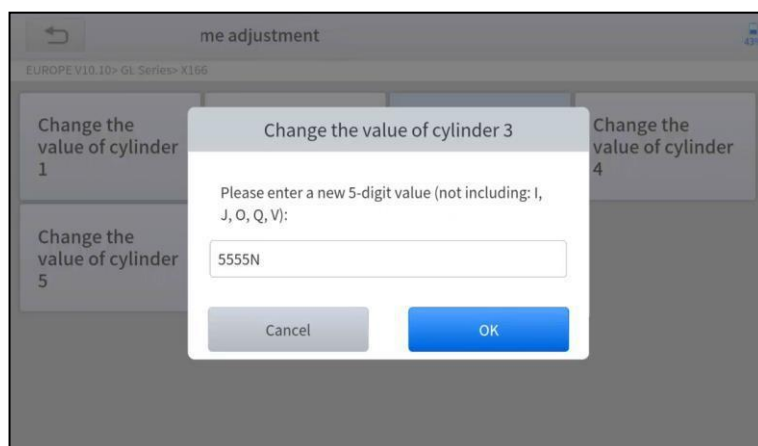 me adjustment
43%
EUROPE V10.10> GL Series> X166
Change the
value of cylinder
1
Change the
value of cylinder
4
Change the
value of cylinder
5
Change the value of cylinder 3
Please enter a new 5-digit value (not including: I,
J, O, Q, V):
5555N
Cancel
OK